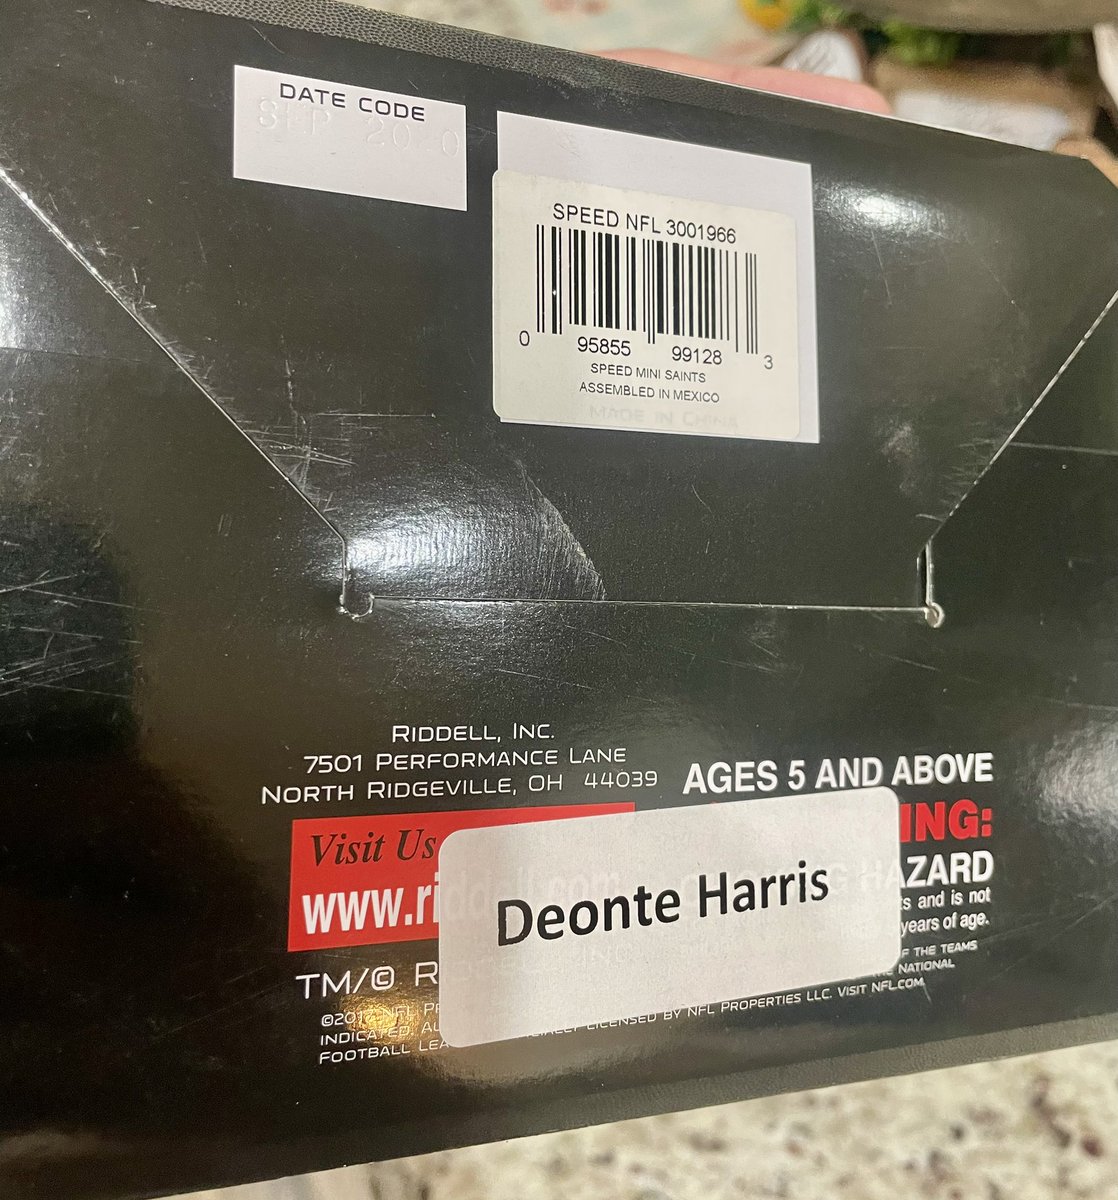 DATE CODE
SEP 2020
SPEED NFL 3001966
0 95855 99128 3
SPEED MINI SAINTS
ASSEMBLED IN MEXICO
MADE IN CHINA
RIDDELL, INC.
7501 PERFORMANCE LANE
NORTH RIDGEVILLE, OH 44039
AGES 5 AND ABOVE
ING:
HAZARD
ts and is not
years of age.
Visit Us
www.riddell.com
Deonte Harris
TM/© R
F THE TEAMS
NATIONAL
INDICATED
LICENSED BY NFL PROPERTIES LLC. VISIT NFL.COM
FOOTBALL LEA